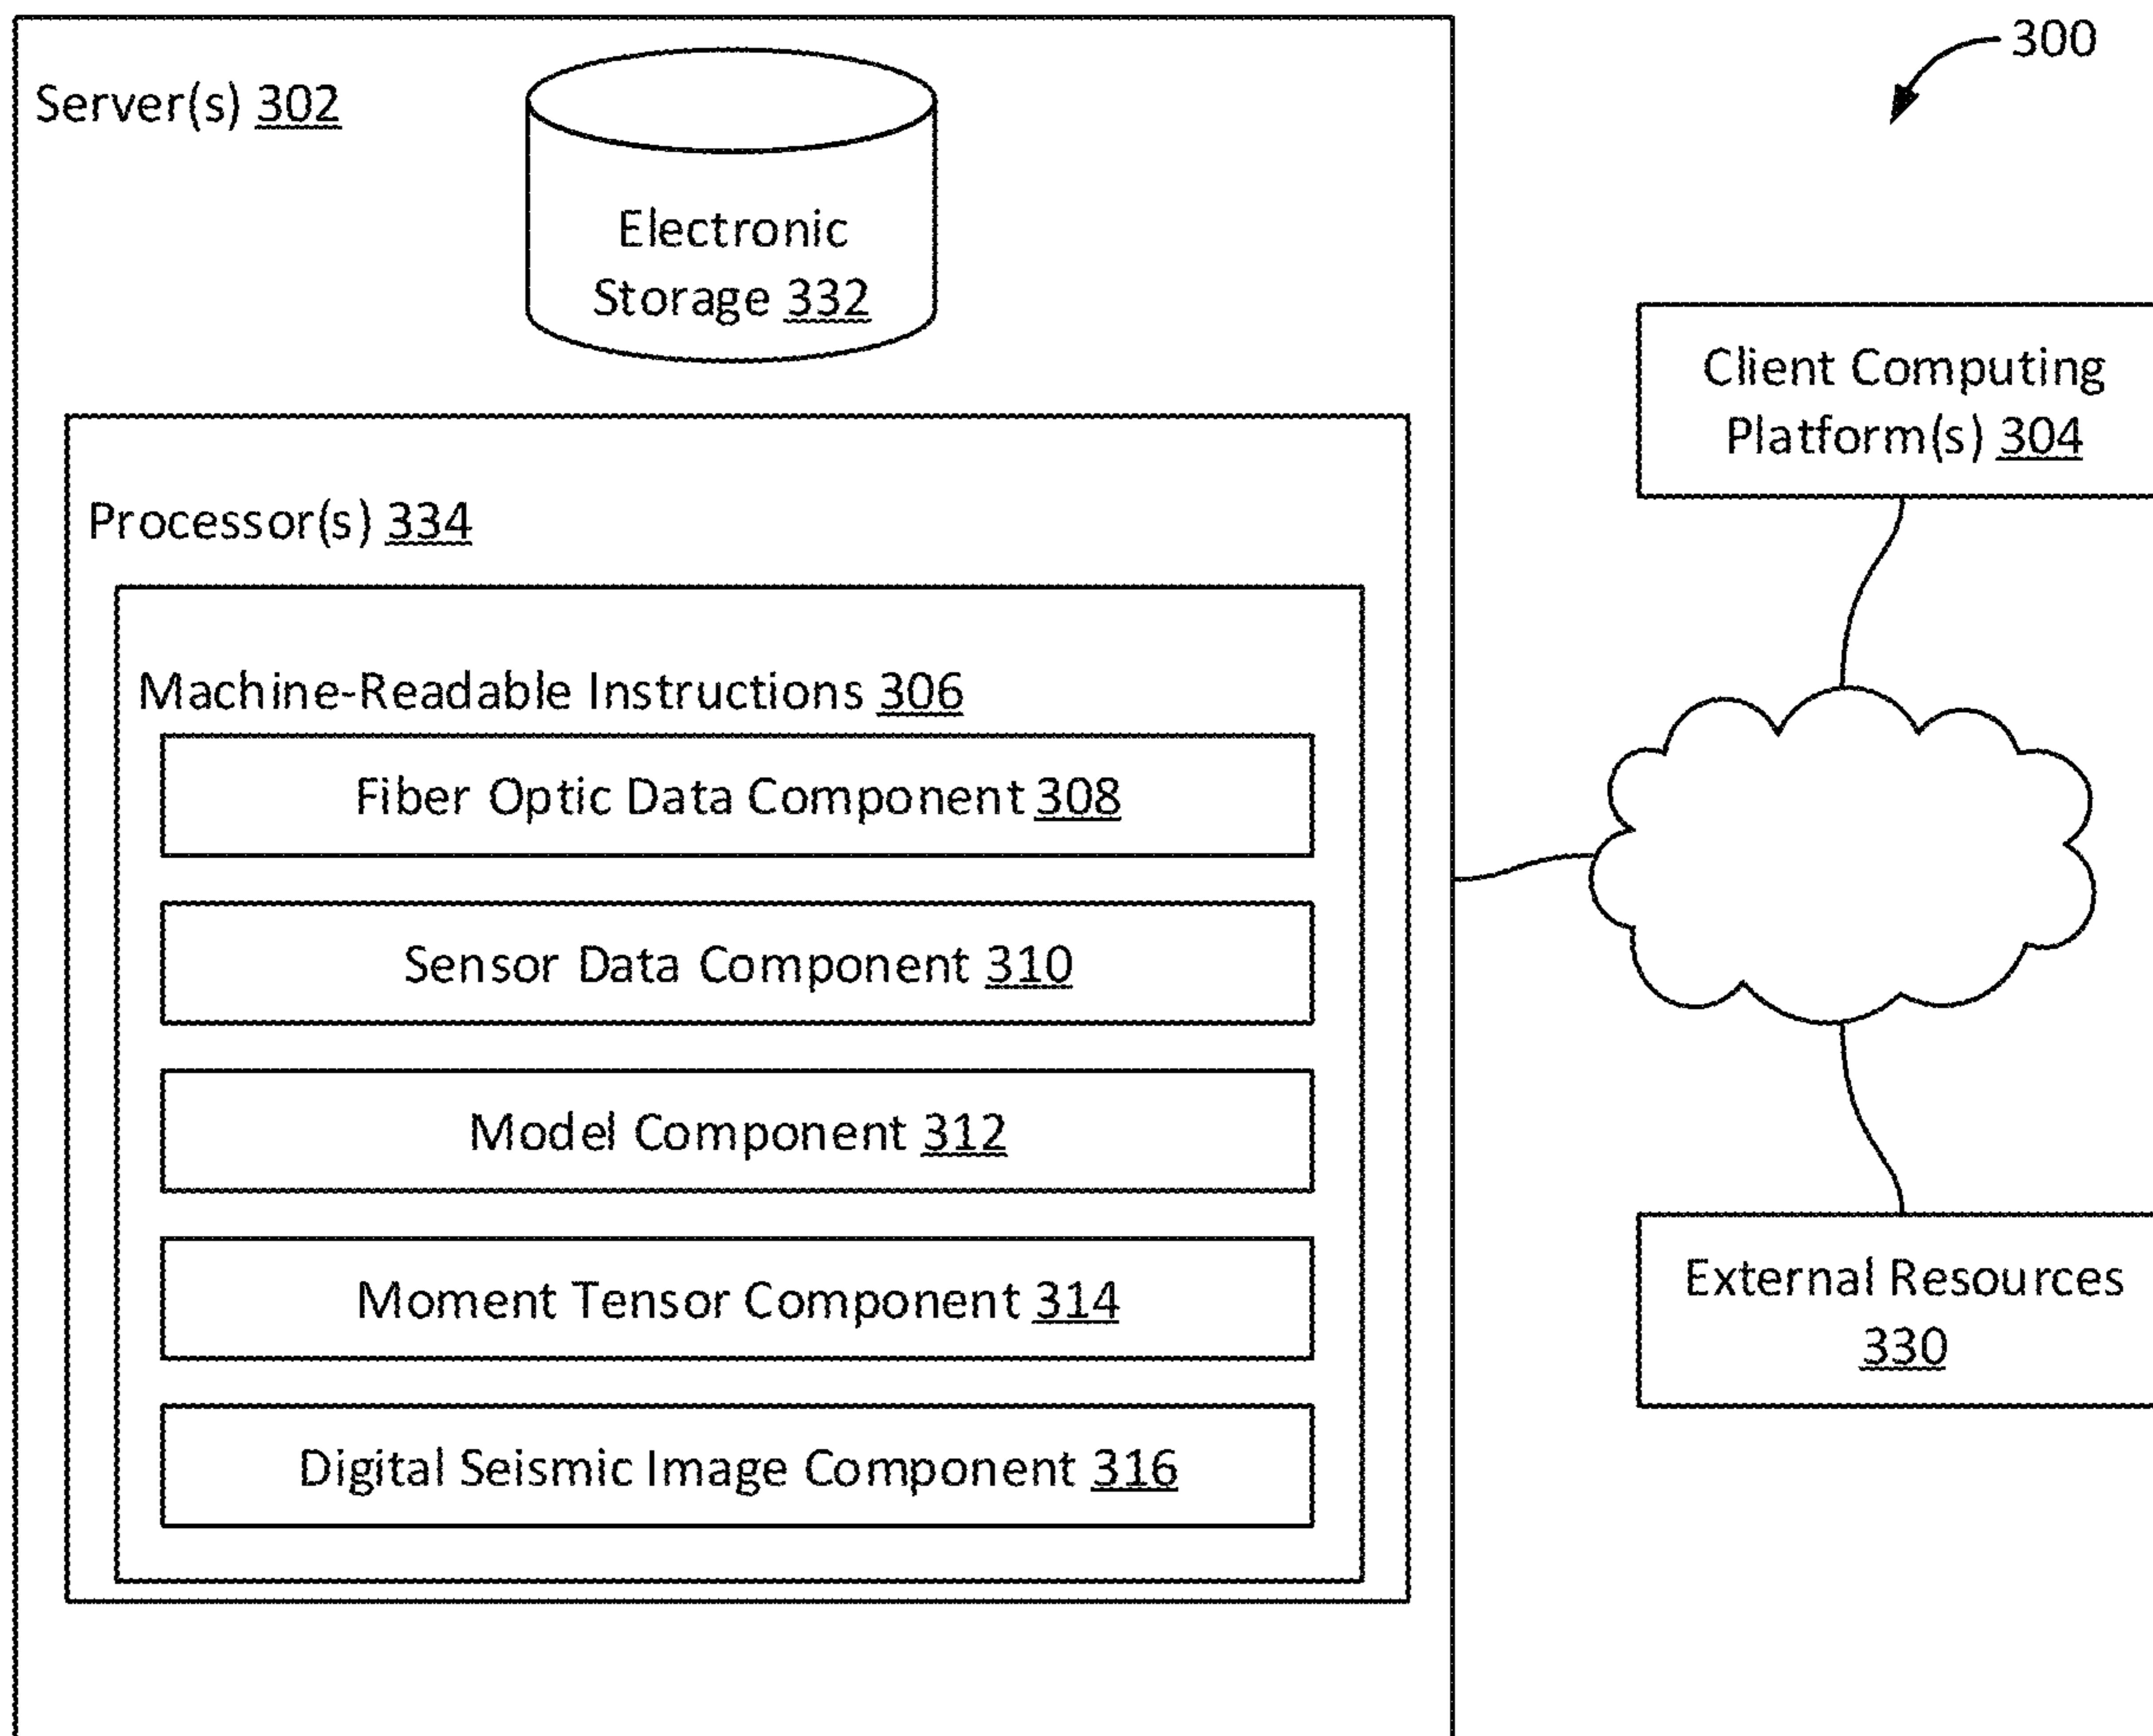 300
Server(s) 302
Electronic
Storage 332
Client Computing
Platform(s) 304
Processor(s) 334
Machine-Readable Instructions 306
Fiber Optic Data Component 308
Sensor Data Component 310
Model Component 312
Moment Tensor Component 314
Digital Seismic Image Component 316
External Resources
330